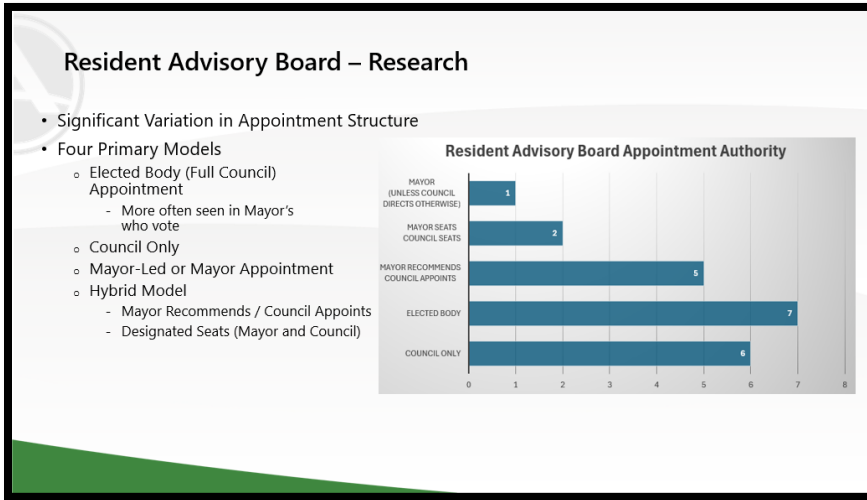 Resident Advisory Board – Research
• Significant Variation in Appointment Structure
• Four Primary Models
o Elected Body (Full Council)
Appointment
- More often seen in Mayor's
who vote
o Council Only
o Mayor-Led or Mayor Appointment
o Hybrid Model
- Mayor Recommends / Council Appoints
- Designated Seats (Mayor and Council)
Resident Advisory Board Appointment Authority
MAYOR
(UNLESS COUNCIL
DIRECTS OTHERWISE)
1
MAYOR SEATS
COUNCIL SEATS
2
MAYOR RECOMMENDS
COUNCIL APPOINTS
5
ELECTED BODY
7
COUNCIL ONLY
6
0 1 2 3 4 5 6 7 8